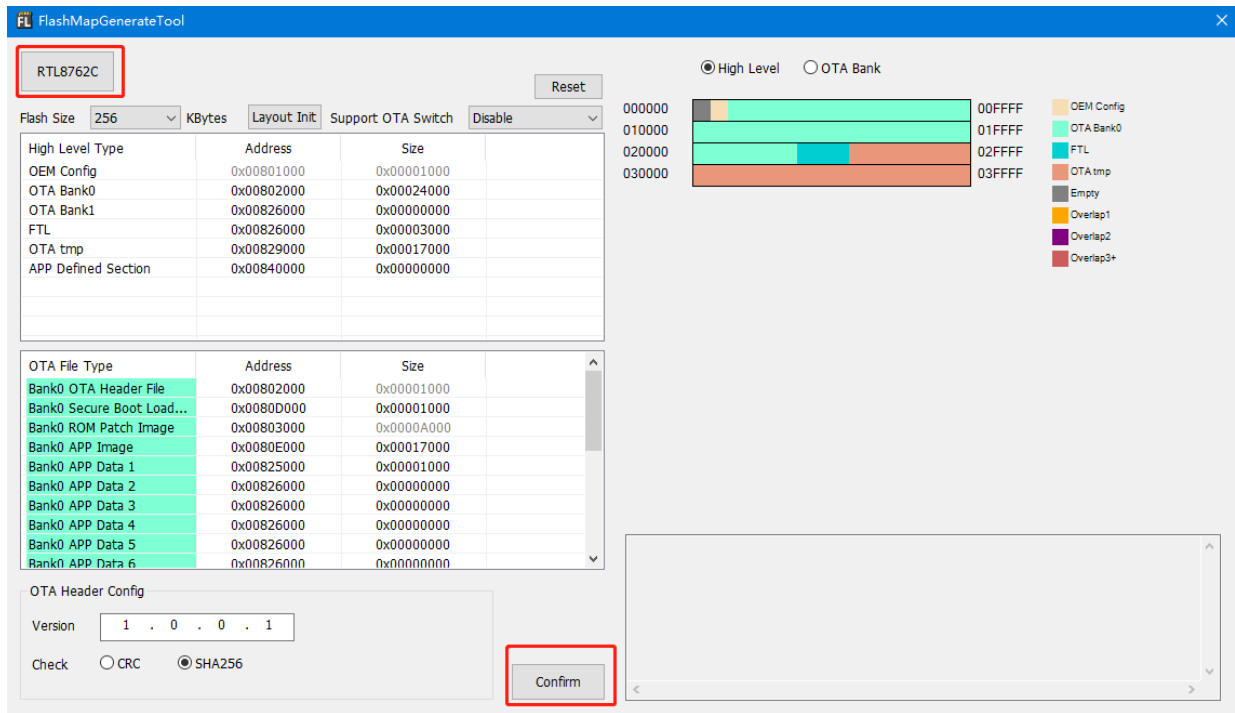 FL FlashMapGenerateTool
RTL8762C
Reset
Flash Size 256 KBytes Layout Init Support OTA Switch Disable
High Level Type Address Size
OEM Config 0x00801000 0x00001000
OTA Bank0 0x00802000 0x00024000
OTA Bank1 0x00826000 0x00000000
FTL 0x00826000 0x00003000
OTA tmp 0x00829000 0x00017000
APP Defined Section 0x00840000 0x00000000
OTA File Type Address Size
Bank0 OTA Header File 0x00802000 0x00001000
Bank0 Secure Boot Load... 0x0080D000 0x00001000
Bank0 ROM Patch Image 0x00803000 0x0000A000
Bank0 APP Image 0x0080E000 0x00017000
Bank0 APP Data 1 0x00825000 0x00001000
Bank0 APP Data 2 0x00826000 0x00000000
Bank0 APP Data 3 0x00826000 0x00000000
Bank0 APP Data 4 0x00826000 0x00000000
Bank0 APP Data 5 0x00826000 0x00000000
Bank0 APP Data 6 0x00826000 0x00000000
OTA Header Config
Version 1 . 0 . 0 . 1
Check CRC SHA256
Confirm
High Level OTA Bank
000000 00FFFF
010000 01FFFF
020000 02FFFF
030000 03FFFF
OEM Config
OTA Bank0
FTL
OTA tmp
Empty
Overlap1
Overlap2
Overlap3+